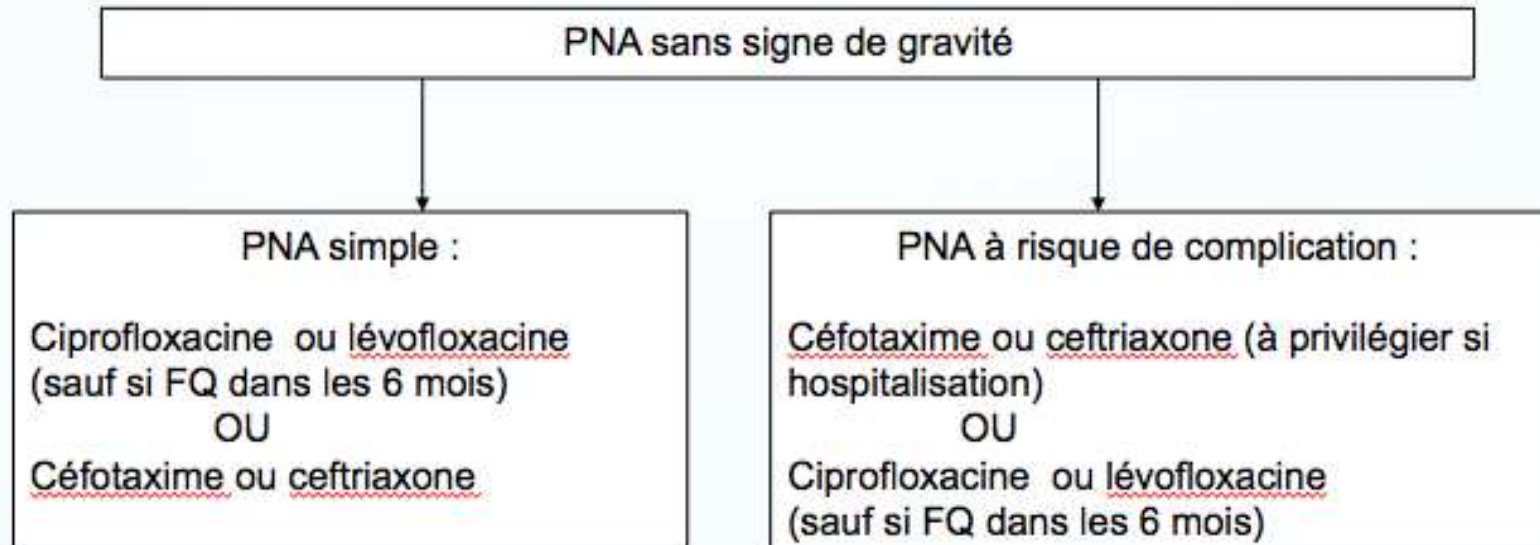 PNA sans signe de gravité
PNA simple :
Ciprofloxacine ou lévofloxacine
(sauf si FQ dans les 6 mois)
OU
Céfotaxime ou ceftriaxone
PNA à risque de complication :
Céfotaxime ou ceftriaxone (à privilégier si
hospitalisation)
OU
Ciprofloxacine ou lévofloxacine
(sauf si FQ dans les 6 mois)